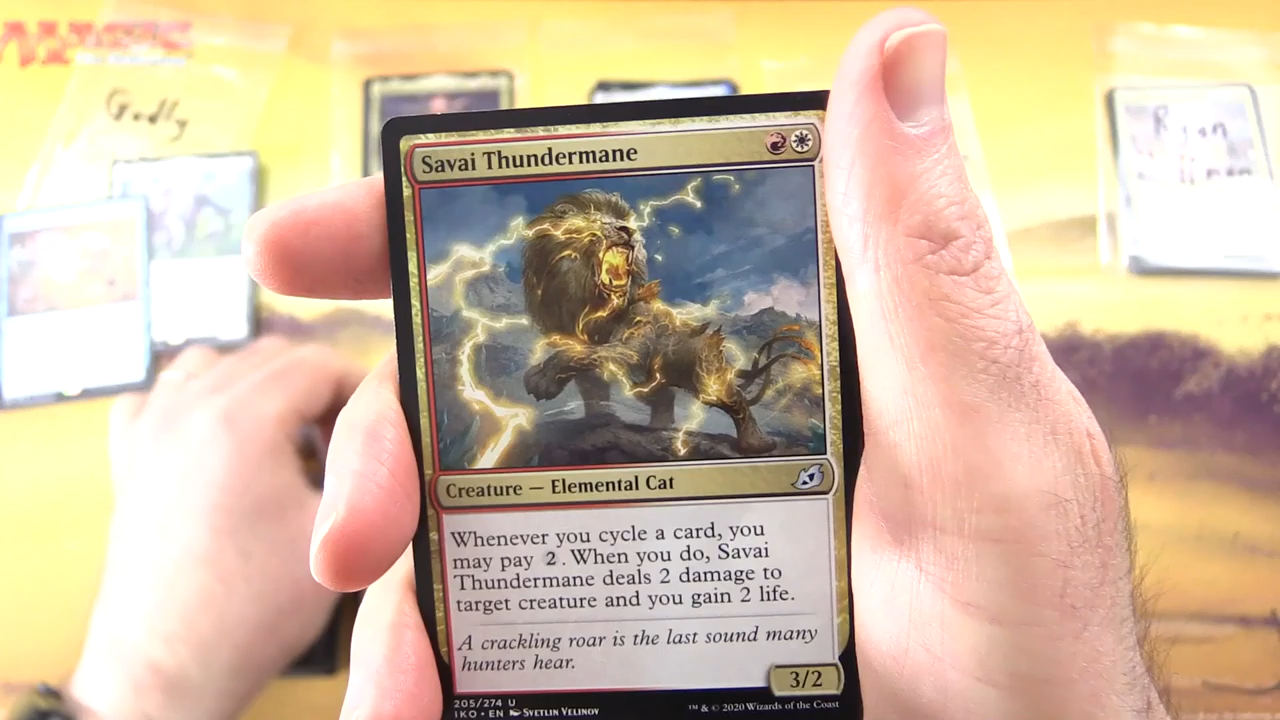 MAGIC
Godly
Ryan
Savai Thundermane
Creature — Elemental Cat
Whenever you cycle a card, you
may pay 2. When you do, Savai
Thundermane deals 2 damage to
target creature and you gain 2 life.
A crackling roar is the last sound many
hunters hear.
3/2
205/274 U
IKO • EN Svetlin Velinov
™ & © 2020 Wizards of the Coast